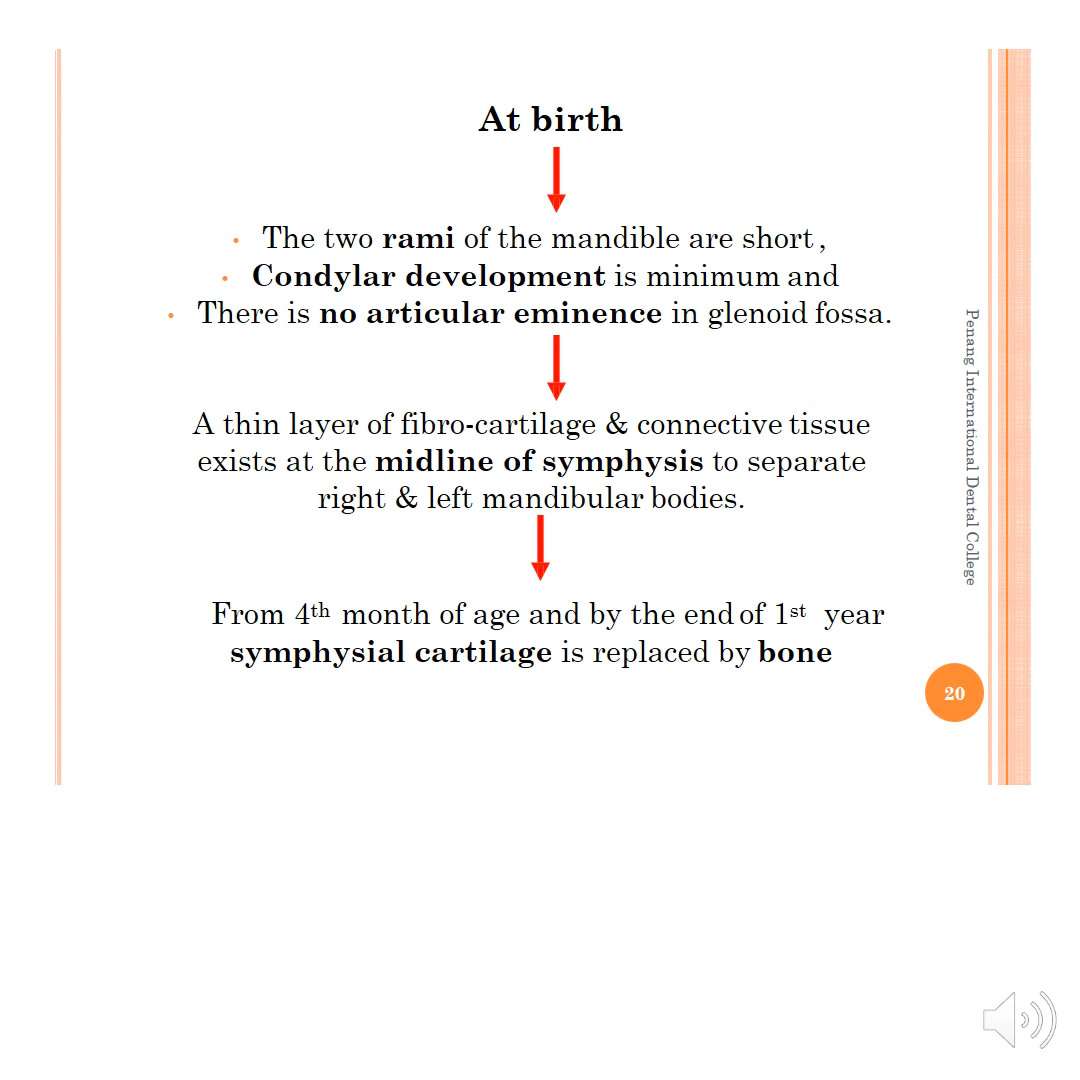 At birth
• The two rami of the mandible are short,
• Condylar development is minimum and
• There is no articular eminence in glenoid fossa.
A thin layer of fibro-cartilage & connective tissue
exists at the midline of symphysis to separate
right & left mandibular bodies.
From 4th month of age and by the end of 1st year
symphysial cartilage is replaced by bone
Penang International Dental College
20